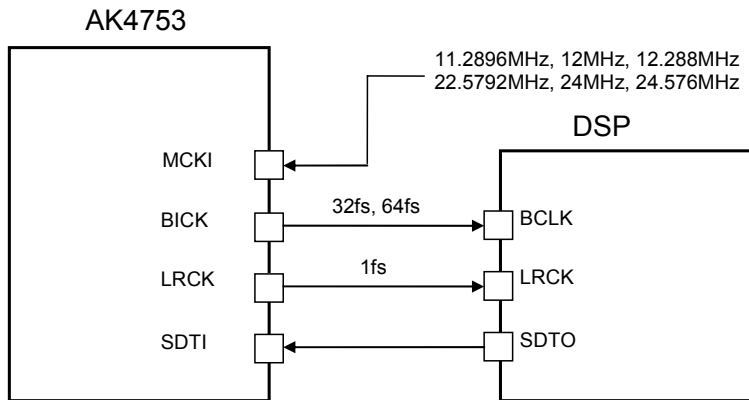 AK4753
11.2896MHz, 12MHz, 12.288MHz
22.5792MHz, 24MHz, 24.576MHz
DSP
MCKI
BICK
32fs, 64fs
BCLK
LRCK
1fs
LRCK
SDTI
SDTO